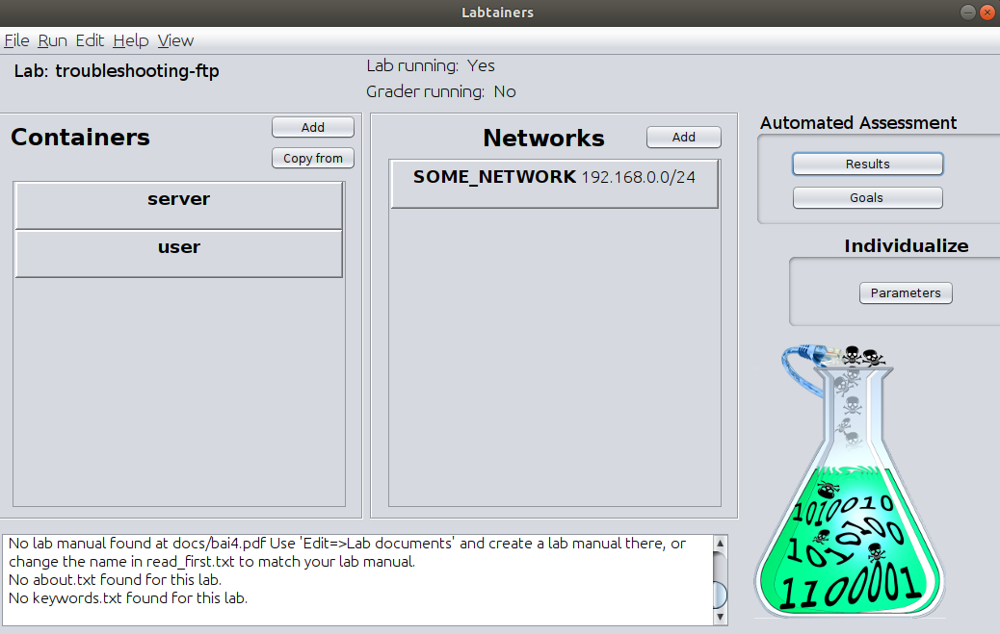 Labtainers
File Run Edit Help View
Lab: troubleshooting-ftp
Lab running: Yes
Grader running: No
Containers
Add
Copy from
server
user
Networks
Add
SOME_NETWORK 192.168.0.0/24
Automated Assessment
Results
Goals
Individualize
Parameters
1010010
10100
1100001
No lab manual found at docs/bai4.pdf Use 'Edit=>Lab documents' and create a lab manual there, or
change the name in read_first.txt to match your lab manual.
No about.txt found for this lab.
No keywords.txt found for this lab.